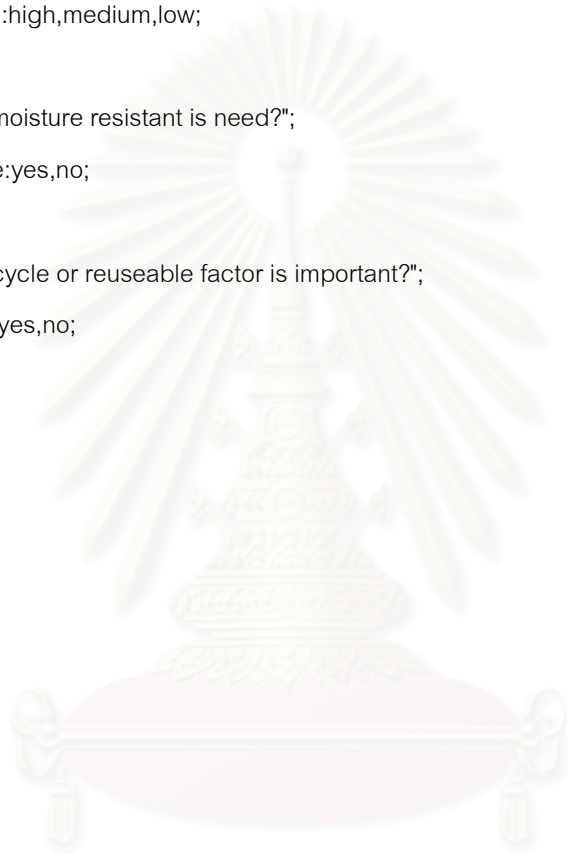 :high,medium,low;
moisture resistant is need?";
e:yes,no;
cycle or reuseable factor is important?";
yes,no;